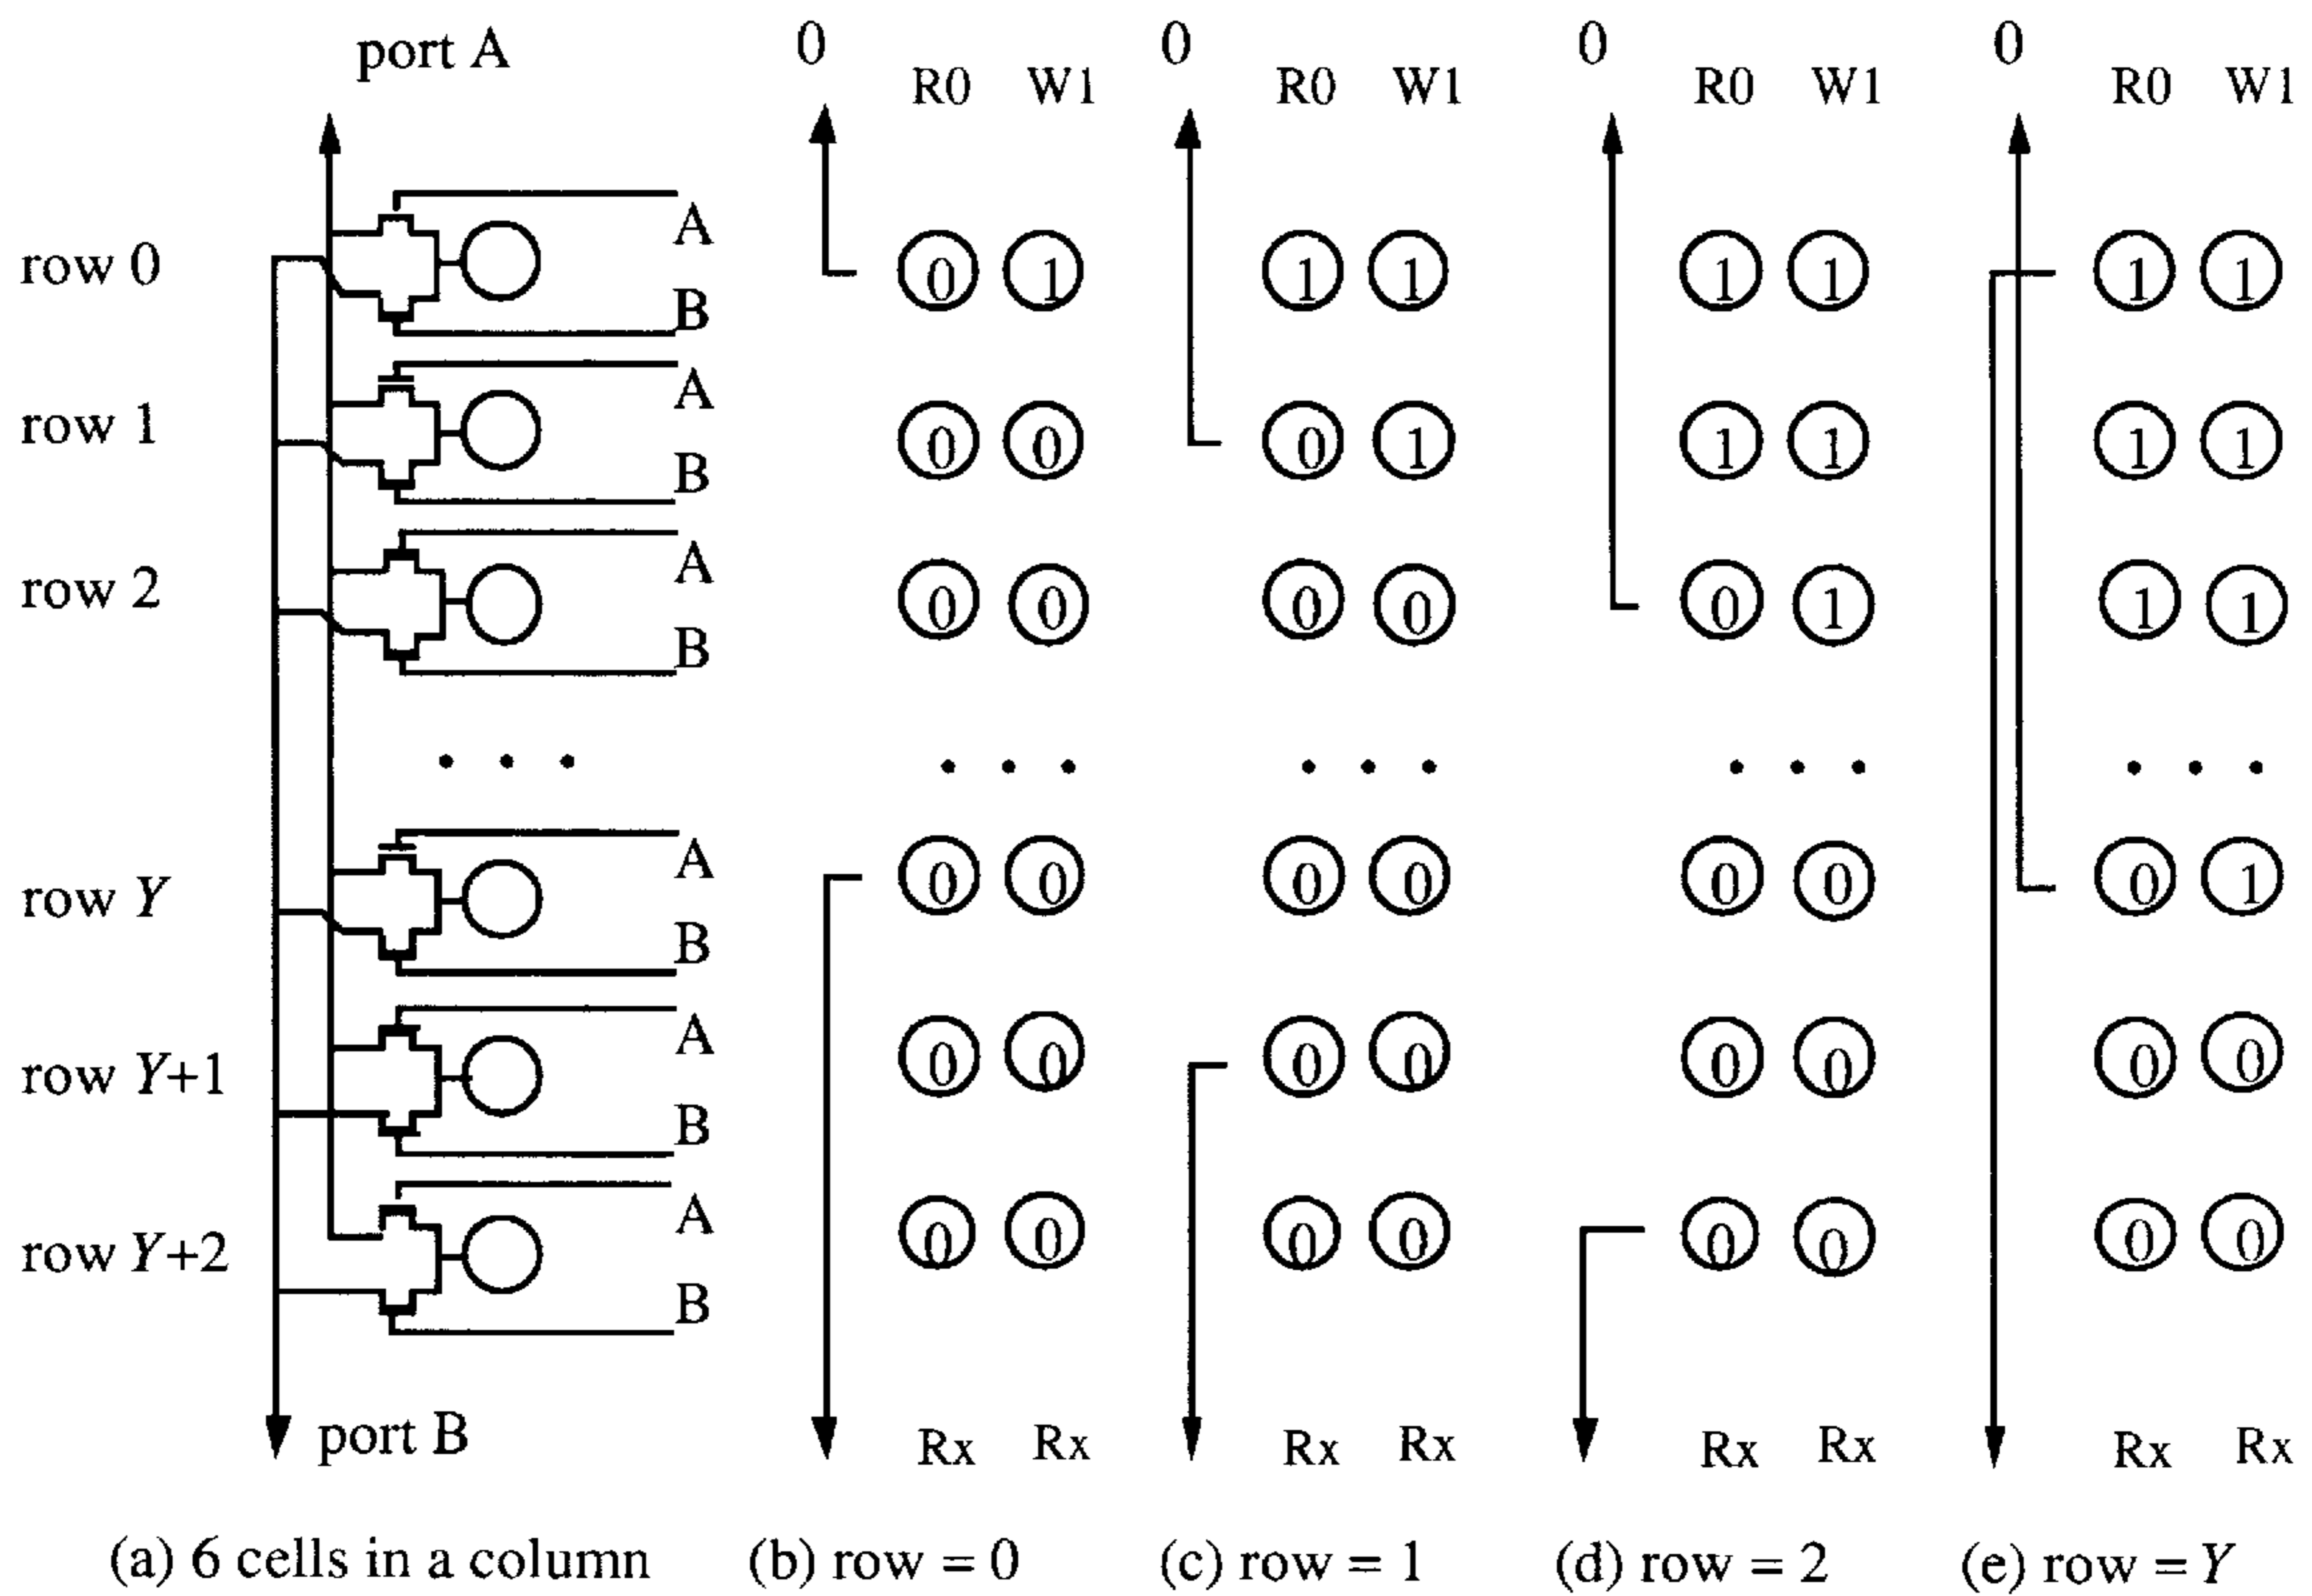 port A
0
0
0
0
R0 W1
R0 W1
R0 W1
R0 W1
row 0
A
B
0 1
1 1
1 1
1 1
row 1
A
B
0 0
0 1
1 1
1 1
row 2
A
B
0 0
0 0
0 1
1 1
. . .
. . .
. . .
. . .
. . .
row Y
A
B
0 0
0 0
0 0
0 1
row Y+1
A
B
0 0
0 0
0 0
0 0
row Y+2
A
B
0 0
0 0
0 0
0 0
port B
Rx Rx
Rx Rx
Rx Rx
Rx Rx
(a) 6 cells in a column
(b) row = 0
(c) row = 1
(d) row = 2
(e) row = Y